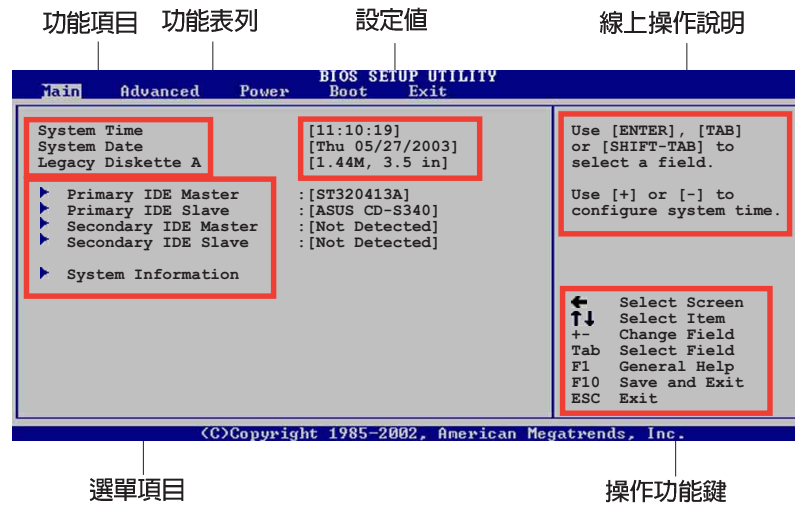 功能項目 功能表列 設定值 線上操作說明
BIOS SETUP UTILITY
Main Advanced Power Boot Exit
System Time [11:10:19]
System Date [Thu 05/27/2003]
Legacy Diskette A [1.44M, 3.5 in]
Primary IDE Master :[ST320413A]
Primary IDE Slave :[ASUS CD-S340]
Secondary IDE Master :[Not Detected]
Secondary IDE Slave :[Not Detected]
System Information
Use [ENTER], [TAB]
or [SHIFT-TAB] to
select a field.
Use [+] or [-] to
configure system time.
← Select Screen
↑↓ Select Item
+- Change Field
Tab Select Field
F1 General Help
F10 Save and Exit
ESC Exit
(C)Copyright 1985-2002, American Megatrends, Inc.
選單項目 操作功能鍵